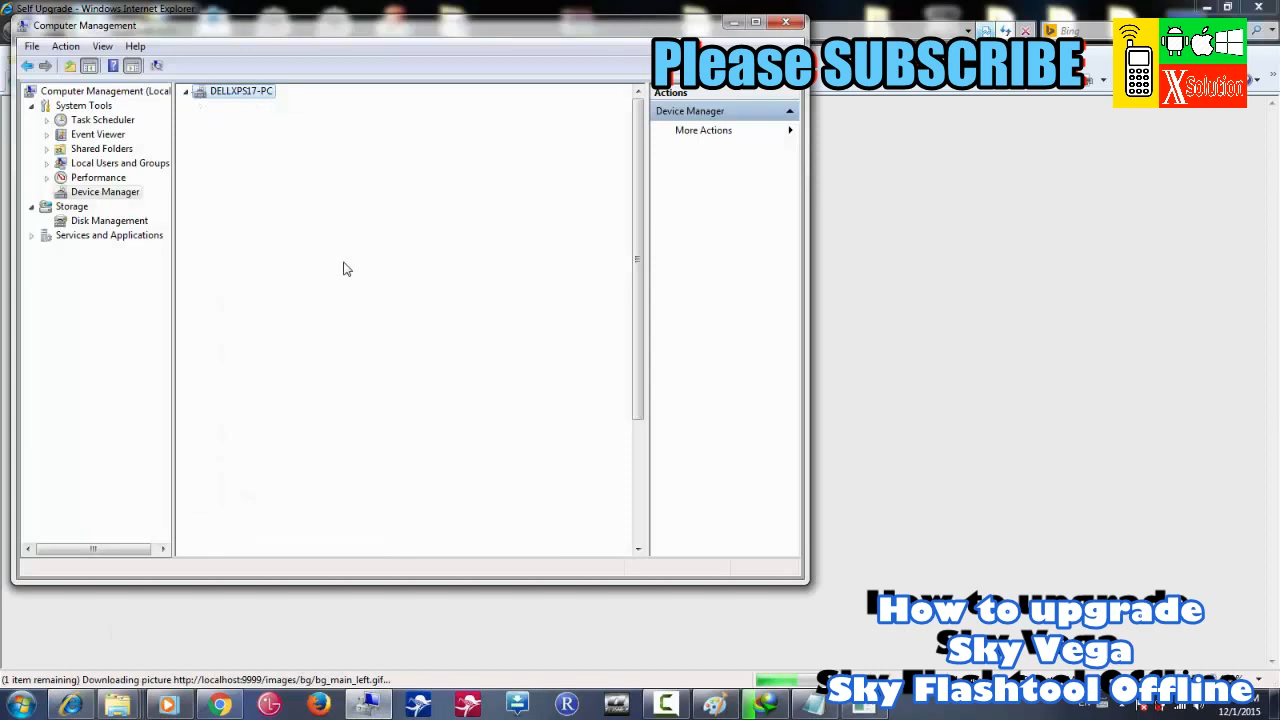 Self Upgrade - Windows Internet Explorer
Computer Management
File Action View Help
Bing
Please SUBSCRIBE
X Solution
Computer Management (Local
System Tools
Task Scheduler
Event Viewer
Shared Folders
Local Users and Groups
Performance
Device Manager
Storage
Disk Management
Services and Applications
DELLXPS17-PC
Actions
Device Manager
More Actions
How to upgrade
Sky Vega
Sky Flashtool Offline
(1 item remaining) Downloading picture http://localhost:9999/image/bg/bg_main_left.gif...
EN
12/1/2015